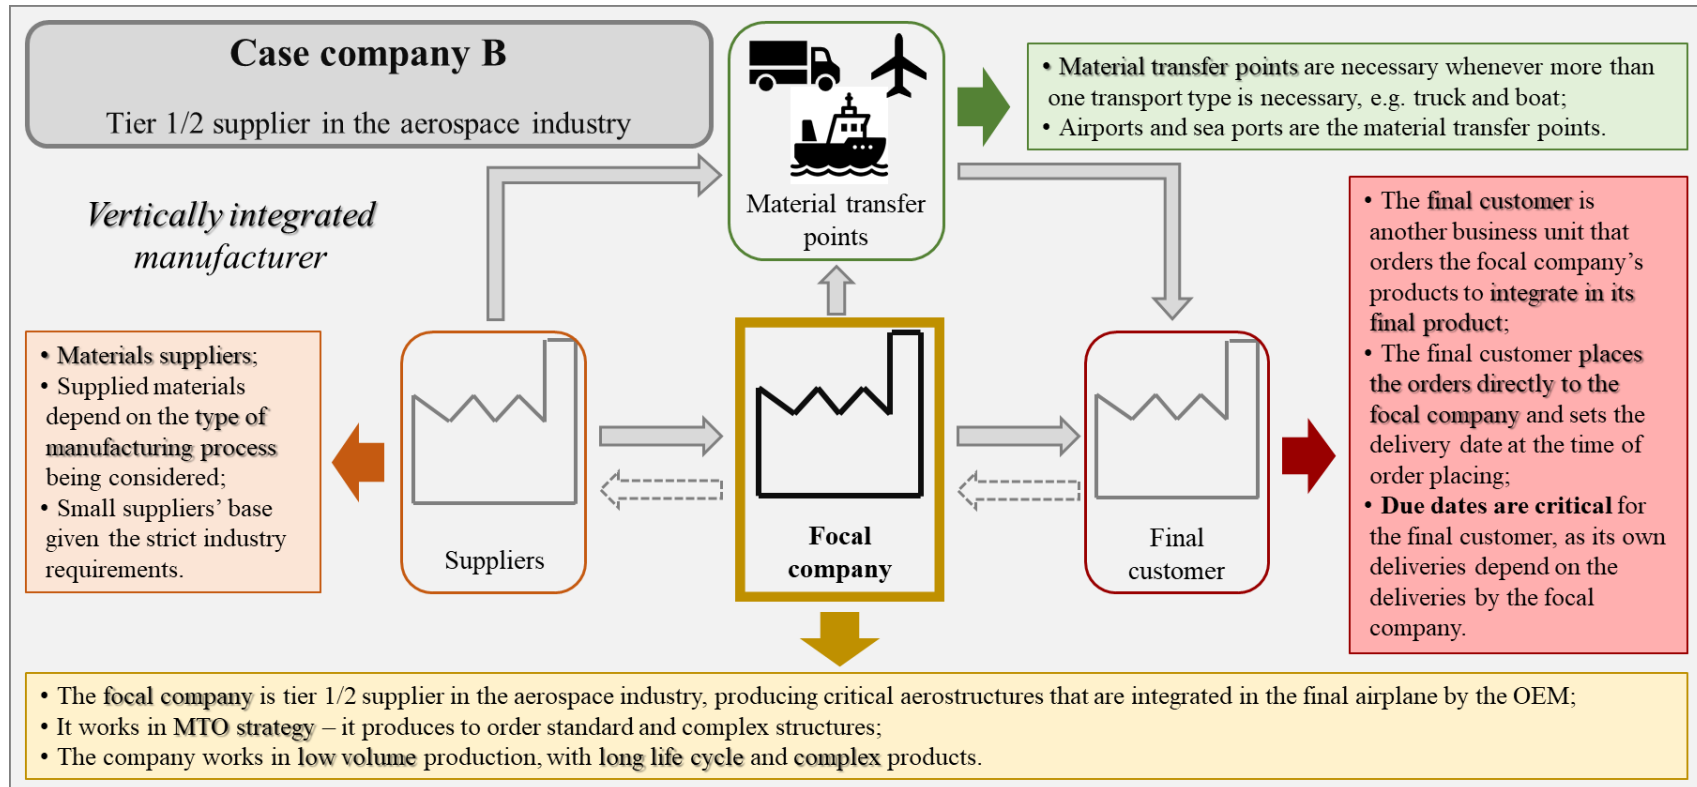 Case company B
Tier 1/2 supplier in the aerospace industry
Material transfer
points
• Material transfer points are necessary whenever more than
one transport type is necessary, e.g. truck and boat;
• Airports and sea ports are the material transfer points.
Vertically integrated
manufacturer
• Materials suppliers;
• Supplied materials
depend on the type of
manufacturing process
being considered;
• Small suppliers’ base
given the strict industry
requirements.
Suppliers
Focal
company
Final
customer
• The final customer is
another business unit that
orders the focal company’s
products to integrate in its
final product;
• The final customer places
the orders directly to the
focal company and sets the
delivery date at the time of
order placing;
• Due dates are critical for
the final customer, as its own
deliveries depend on the
deliveries by the focal
company.
• The focal company is tier 1/2 supplier in the aerospace industry, producing critical aerostructures that are integrated in the final airplane by the OEM;
• It works in MTO strategy – it produces to order standard and complex structures;
• The company works in low volume production, with long life cycle and complex products.